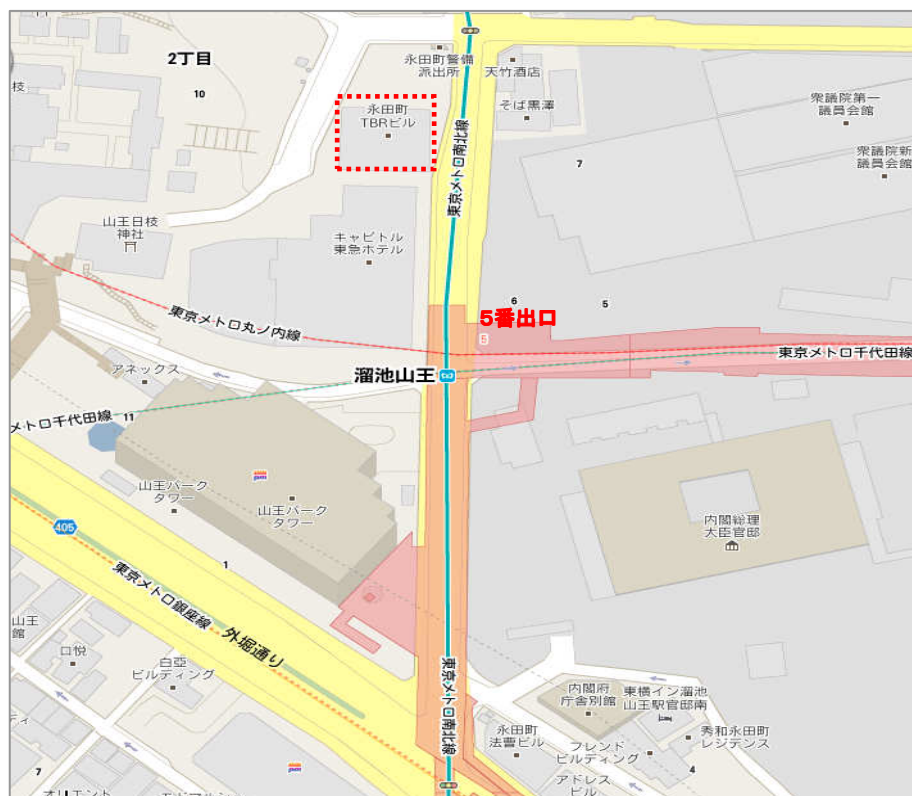 2丁目
10
枝
永田町警備
派出所
天竹酒店
永田町
TBRビル
そば黒澤
東京メトロ南北線
衆議院第一
議員会館
7
衆議院新
議員会館
山王日枝
神社
キャピトル
東急ホテル
6
5
5番出口
東京メトロ丸ノ内線
東京メトロ千代田線
溜池山王
アネックス
メトロ千代田線
11
山王パーク
タワー
山王パーク
タワー
405
内閣総理
大臣官邸
1
東京メトロ銀座線
外堀通り
山王
館
口悦
白亞
ビルディング
東京メトロ南北線
内閣府
庁舎別館
東横イン溜池
山王駅官邸南
永田町
法曹ビル
フレンド
ビルディング
秀和永田町
レジデンス
ティ
7
4
アドレス
ビル
オリエント